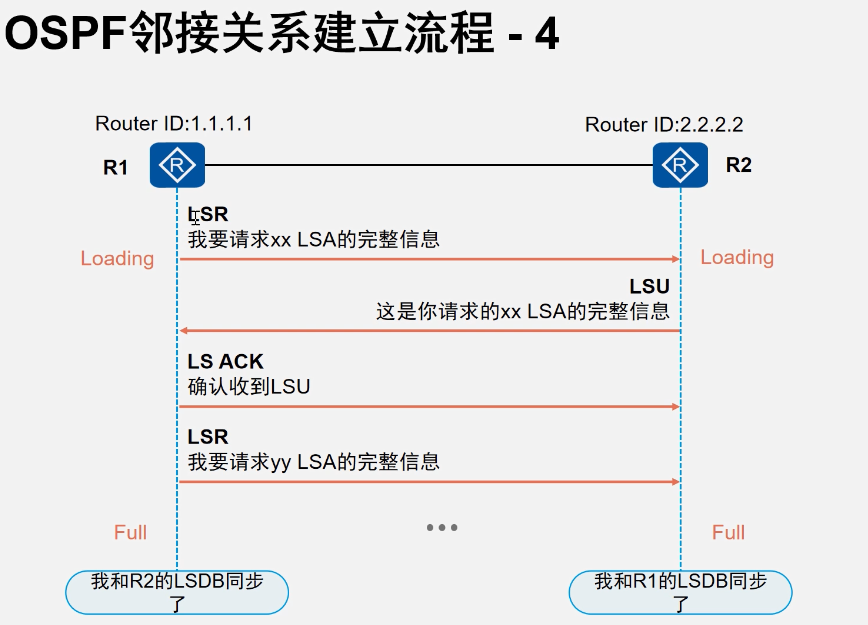 OSPF邻接关系建立流程 - 4
Router ID:1.1.1.1
Router ID:2.2.2.2
R1
R
R
R2
LSR
我要请求xx LSA的完整信息
Loading
Loading
LSU
这是你请求的xx LSA的完整信息
LS ACK
确认收到LSU
LSR
我要请求yy LSA的完整信息
Full
•••
Full
我和R2的LSDB同步
了
我和R1的LSDB同步
了